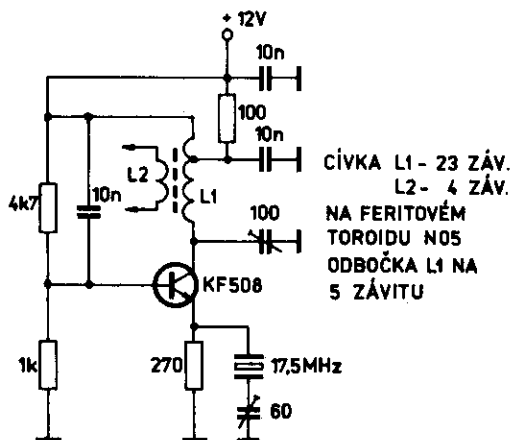 + 12V
10n
100
10n
L2
L1
4k7
10n
100
KF508
1k
270
17,5MHz
60
CÍVKA L1 - 23 ZÁV.
L2 - 4 ZÁV.
NA FERITOVÉM
TOROIDU N05
ODBOČKA L1 NA
5 ZÁVITU